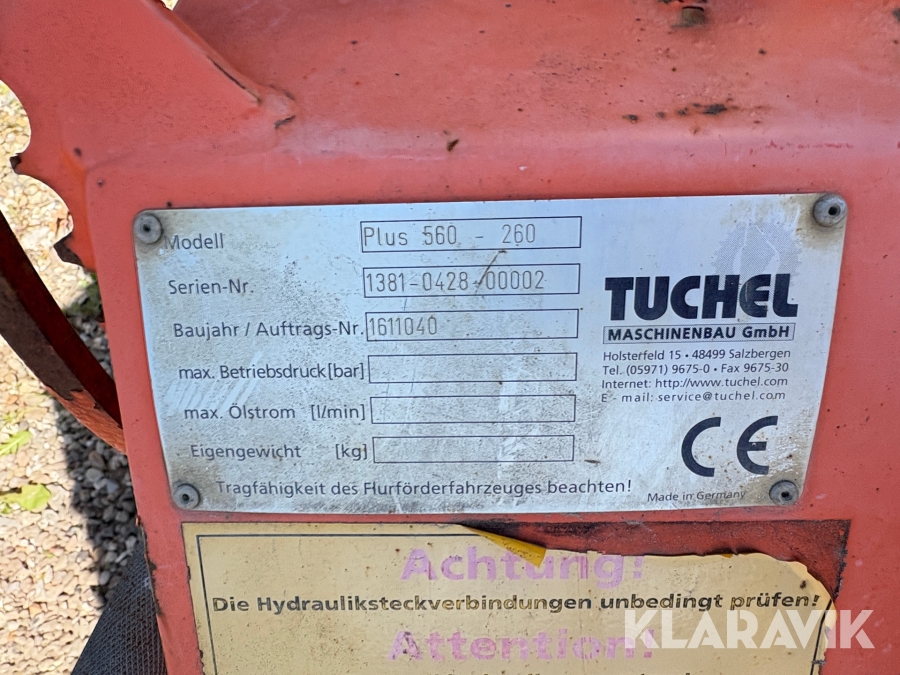 Modell Plus 560 - 260
Serien-Nr. 1381-0428-00002
Baujahr / Auftrags-Nr. 1611040
max. Betriebsdruck [bar]
max. Ölstrom [l/min]
Eigengewicht [kg]
Tragfähigkeit des Flurförderfahrzeuges beachten!
TUCHEL
MASCHINENBAU GmbH
Holsterfeld 15 • 48499 Salzbergen
Tel. (05971) 9675-0 • Fax 9675-30
Internet: http://www.tuchel.com
E - mail: service@tuchel.com
CE
Made in Germany
Achtung!
Die Hydrauliksteckverbindungen unbedingt prüfen!
Attention!
KLARAVIK